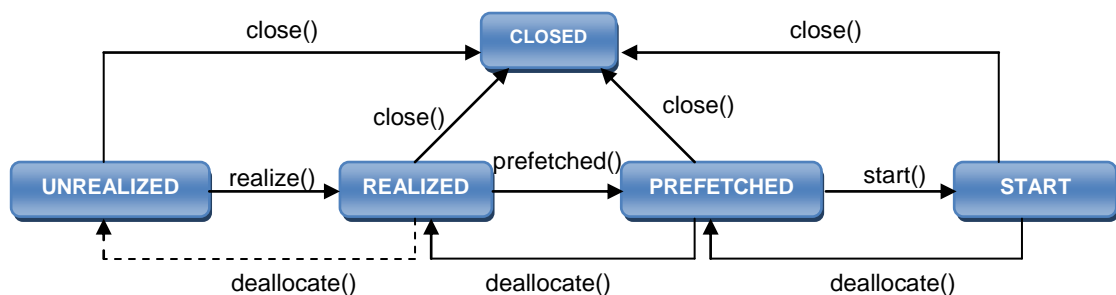 close()
CLOSED
close()
close()
close()
UNREALIZED
realize()
REALIZED
prefetched()
PREFETCHED
start()
START
deallocate()
deallocate()
deallocate()